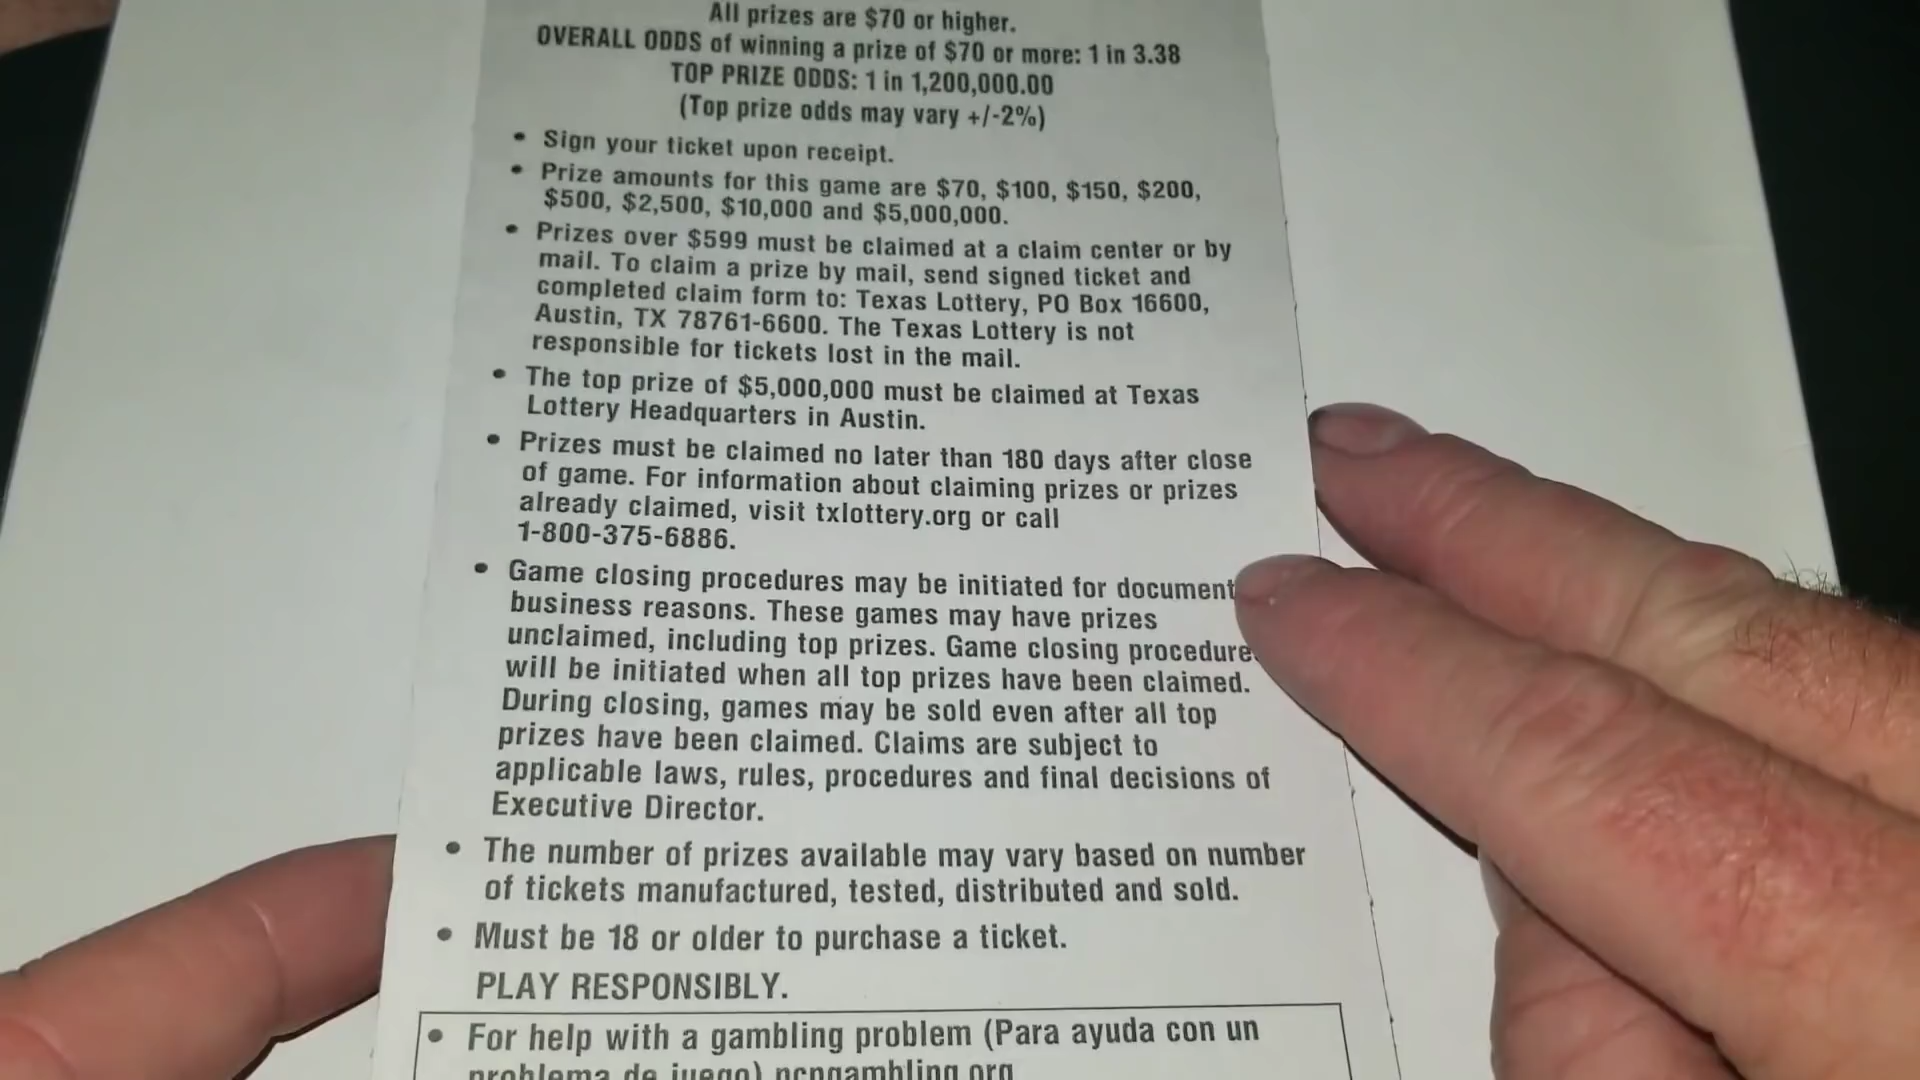 All prizes are $70 or higher.
OVERALL ODDS of winning a prize of $70 or more: 1 in 3.38
TOP PRIZE ODDS: 1 in 1,200,000.00
(Top prize odds may vary +/-2%)
• Sign your ticket upon receipt.
• Prize amounts for this game are $70, $100, $150, $200,
$500, $2,500, $10,000 and $5,000,000.
• Prizes over $599 must be claimed at a claim center or by
mail. To claim a prize by mail, send signed ticket and
completed claim form to: Texas Lottery, PO Box 16600,
Austin, TX 78761-6600. The Texas Lottery is not
responsible for tickets lost in the mail.
• The top prize of $5,000,000 must be claimed at Texas
Lottery Headquarters in Austin.
• Prizes must be claimed no later than 180 days after close
of game. For information about claiming prizes or prizes
already claimed, visit txlottery.org or call
1-800-375-6886.
• Game closing procedures may be initiated for document
business reasons. These games may have prizes
unclaimed, including top prizes. Game closing procedure
will be initiated when all top prizes have been claimed.
During closing, games may be sold even after all top
prizes have been claimed. Claims are subject to
applicable laws, rules, procedures and final decisions of
Executive Director.
• The number of prizes available may vary based on number
of tickets manufactured, tested, distributed and sold.
• Must be 18 or older to purchase a ticket.
PLAY RESPONSIBLY.
• For help with a gambling problem (Para ayuda con un
problema de juego) ncpgambling.org